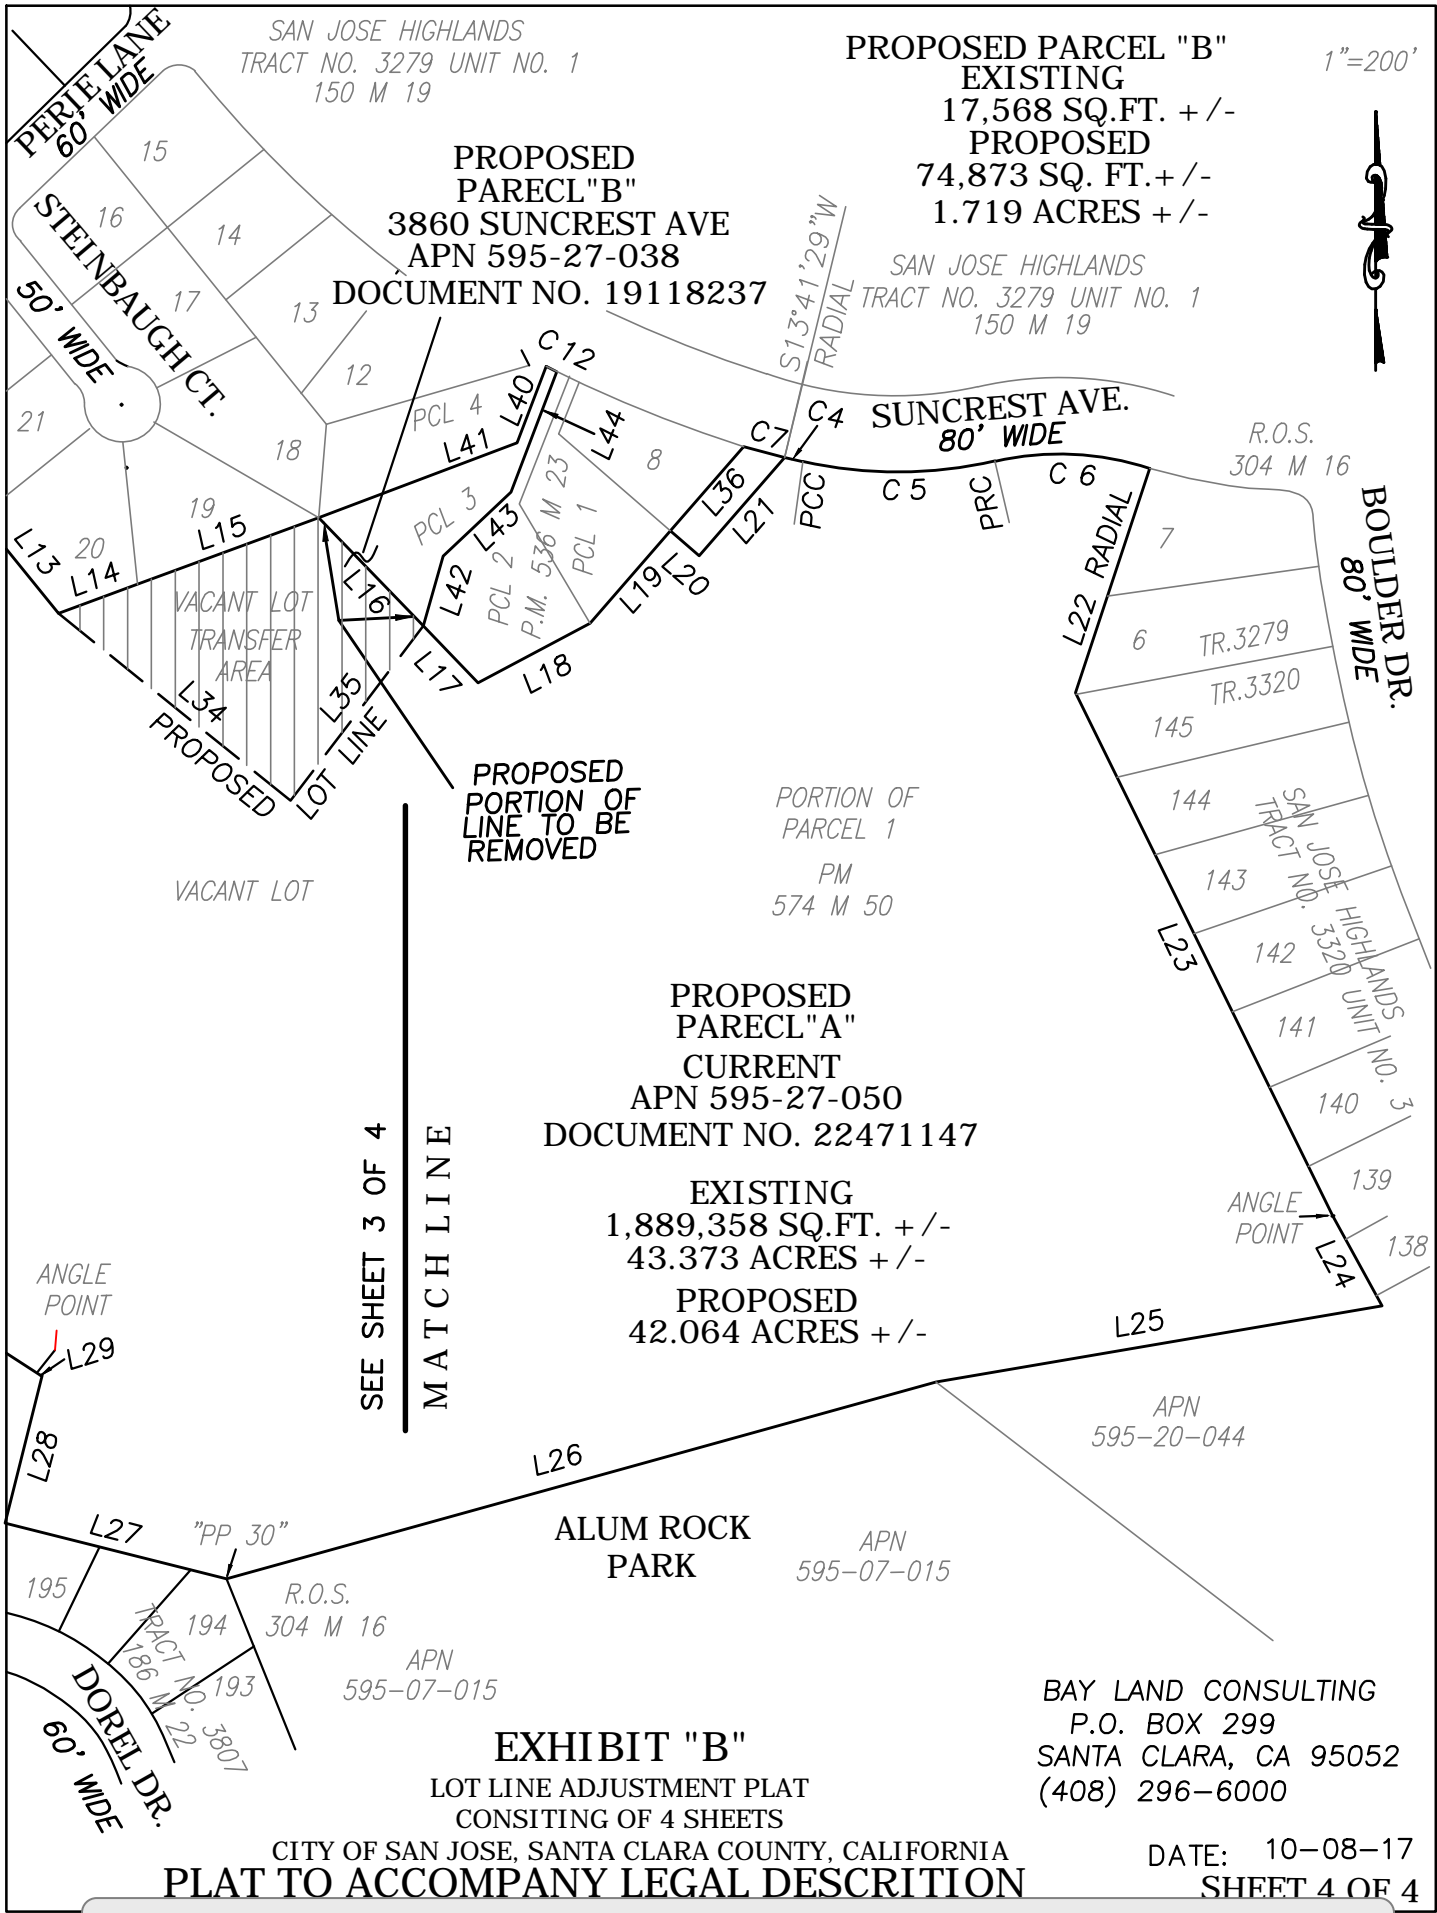 SAN JOSE HIGHLANDS
TRACT NO. 3279 UNIT NO. 1
150 M 19
PROPOSED PARCEL "B"
EXISTING
17,568 SQ.FT. +/-
PROPOSED
74,873 SQ. FT.+/-
1.719 ACRES +/-
1"=200'
PERIE LANE
60' WIDE
STEINBAUGH CT.
50' WIDE
PROPOSED
PARECL"B"
3860 SUNCREST AVE
APN 595-27-038
DOCUMENT NO. 19118237
SAN JOSE HIGHLANDS
TRACT NO. 3279 UNIT NO. 1
150 M 19
S13°41'29"W
RADIAL
15
16
14
17
13
12
21
18
19
20
PCL 4
PCL 3
PCL 2
P.M. 536 M 23
PCL 1
8
C 12
L40
L41
L44
L43
L42
C7
C4
SUNCREST AVE.
80' WIDE
C 5
C 6
PCC
PRC
L36
L21
L20
L19
L18
L17
L16
L15
L14
L13
R.O.S.
304 M 16
BOULDER DR.
80' WIDE
L22
RADIAL
7
6
TR.3279
TR.3320
145
144
143
142
141
140
139
138
SAN JOSE HIGHLANDS
TRACT NO. 3320 UNIT NO. 3
VACANT LOT
TRANSFER
AREA
L34
L35
PROPOSED
LOT LINE
PROPOSED
PORTION OF
LINE TO BE
REMOVED
VACANT LOT
PORTION OF
PARCEL 1
PM
574 M 50
L23
PROPOSED
PARECL"A"
CURRENT
APN 595-27-050
DOCUMENT NO. 22471147
EXISTING
1,889,358 SQ.FT. +/-
43.373 ACRES +/-
PROPOSED
42.064 ACRES +/-
SEE SHEET 3 OF 4
MATCHLINE
ANGLE
POINT
L24
L25
ANGLE
POINT
L29
L28
L27
L26
"PP 30"
APN
595-20-044
ALUM ROCK
PARK
APN
595-07-015
195
194
193
R.O.S.
304 M 16
TRACT NO. 3807
186 M 22
APN
595-07-015
DOREL DR.
60' WIDE
BAY LAND CONSULTING
P.O. BOX 299
SANTA CLARA, CA 95052
(408) 296-6000
EXHIBIT "B"
LOT LINE ADJUSTMENT PLAT
CONSITING OF 4 SHEETS
CITY OF SAN JOSE, SANTA CLARA COUNTY, CALIFORNIA
PLAT TO ACCOMPANY LEGAL DESCRITION
DATE: 10-08-17
SHEET 4 OF 4